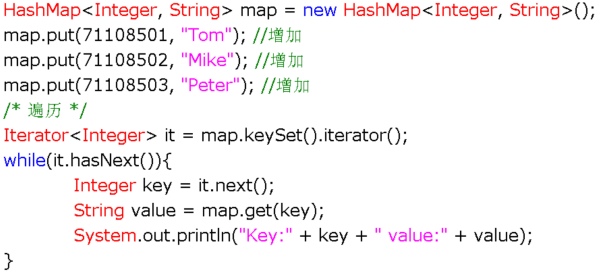 HashMap<Integer, String> map = new HashMap<Integer, String>();
map.put(71108501, "Tom"); //增加
map.put(71108502, "Mike"); //增加
map.put(71108503, "Peter"); //增加
/* 遍历 */
Iterator<Integer> it = map.keySet().iterator();
while(it.hasNext()){
Integer key = it.next();
String value = map.get(key);
System.out.println("Key:" + key + " value:" + value);
}